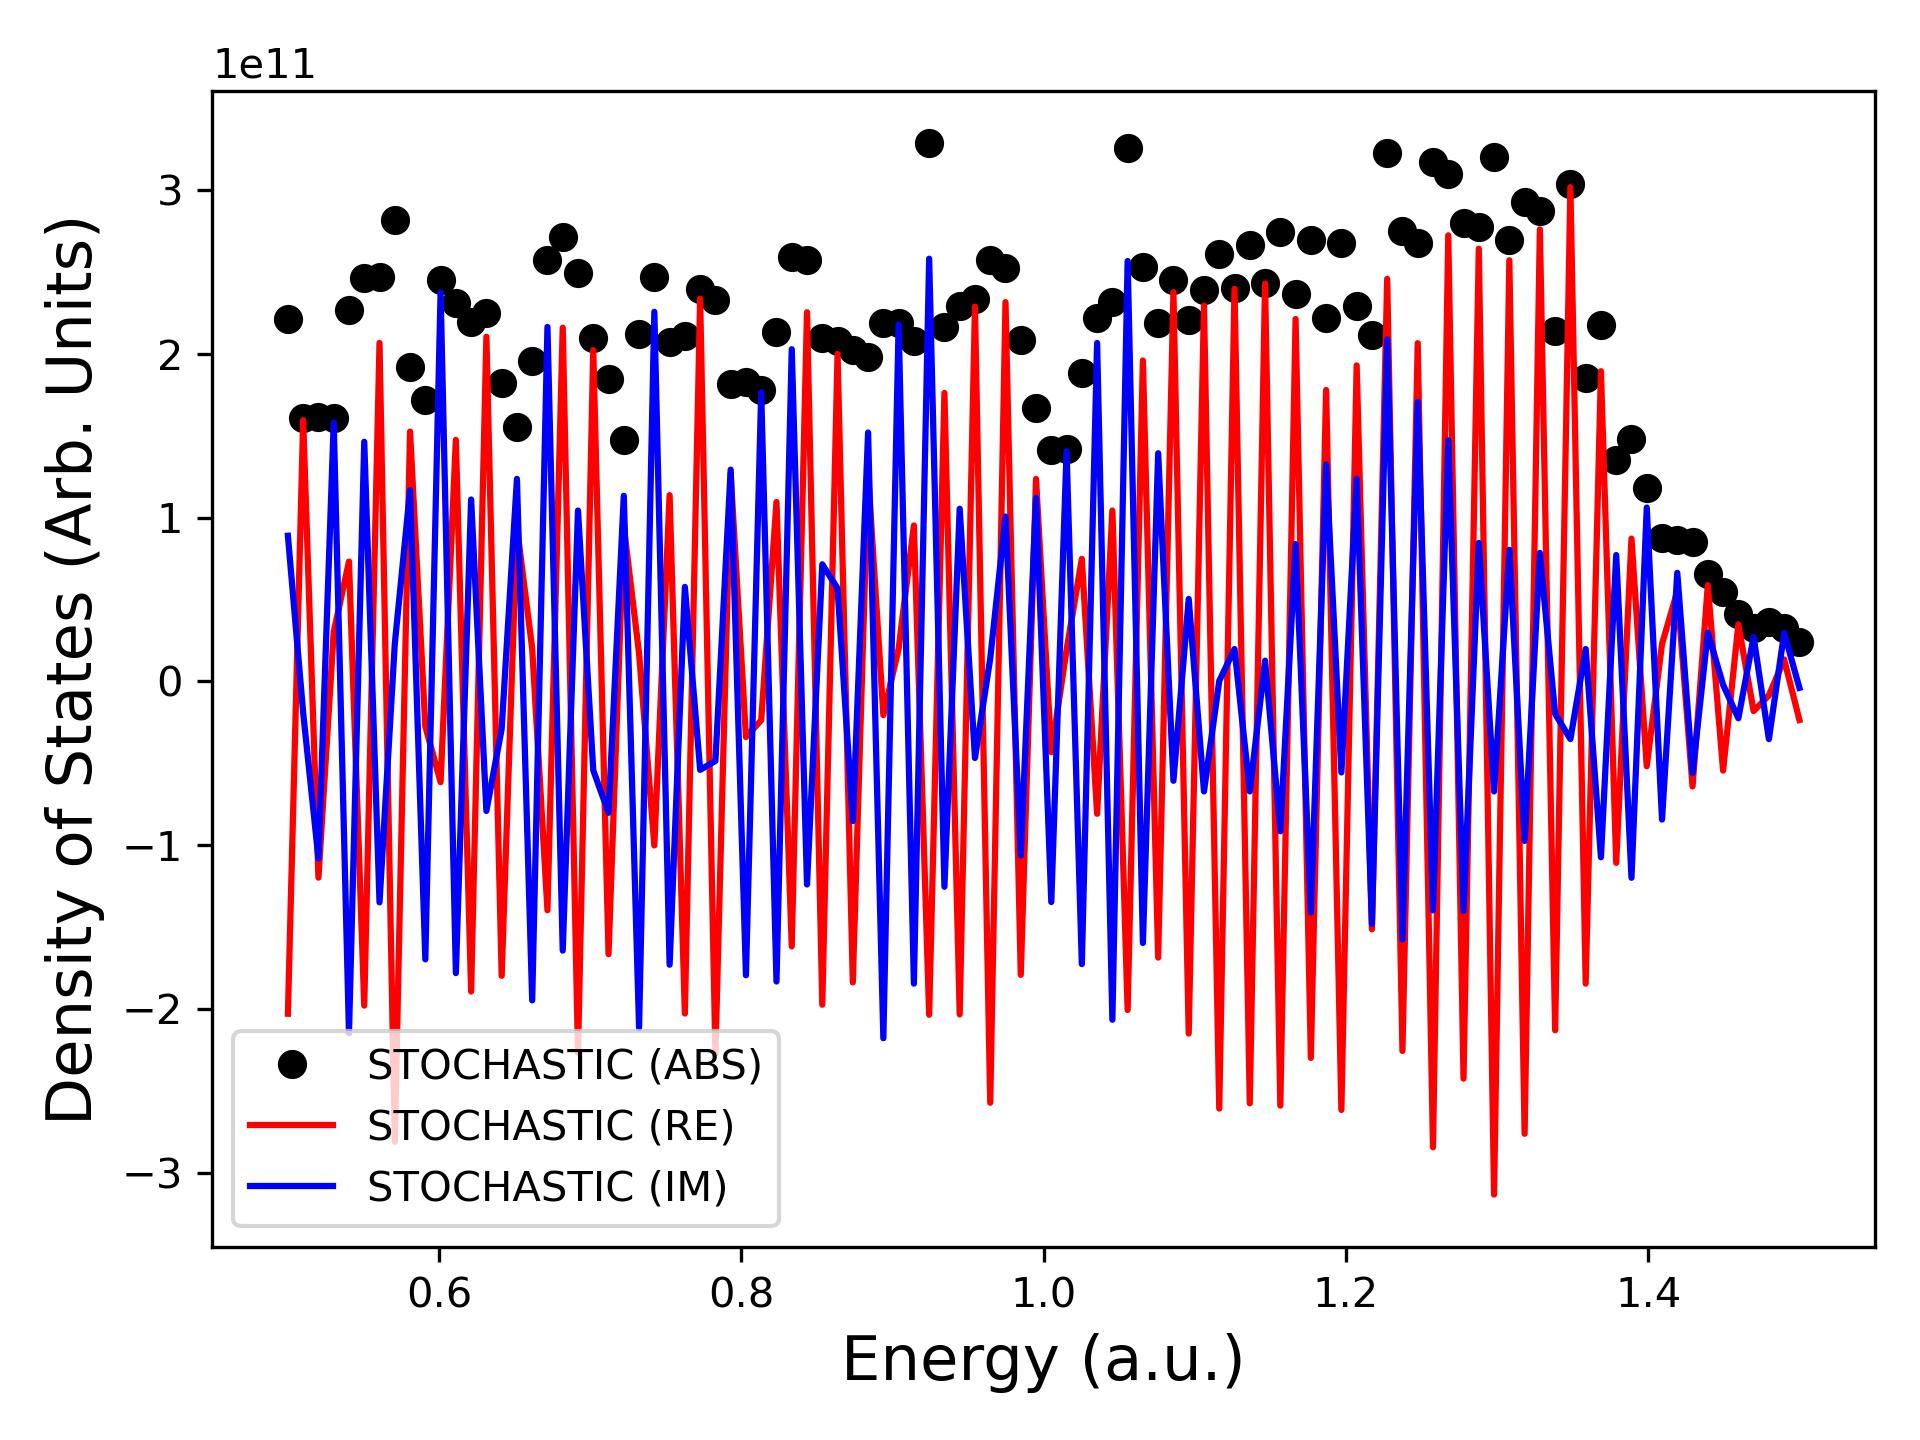 1e11
Density of States (Arb. Units)
3
2
1
0
−1
−2
−3
STOCHASTIC (ABS)
STOCHASTIC (RE)
STOCHASTIC (IM)
0.6 0.8 1.0 1.2 1.4
Energy (a.u.)